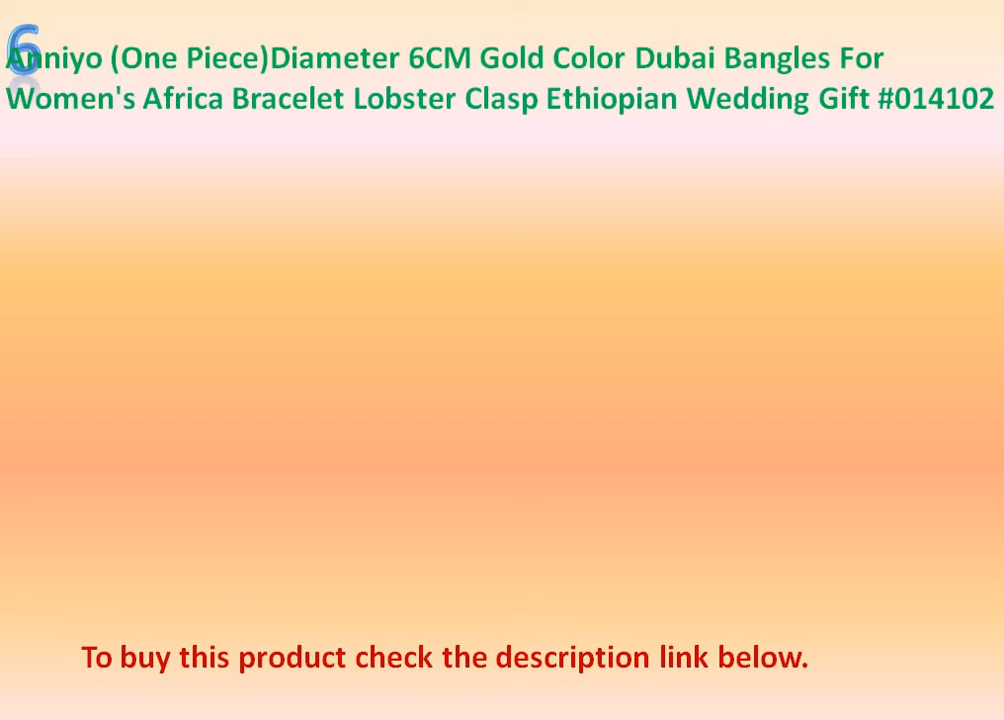 6
Anniyo (One Piece)Diameter 6CM Gold Color Dubai Bangles For
Women's Africa Bracelet Lobster Clasp Ethiopian Wedding Gift #014102
To buy this product check the description link below.